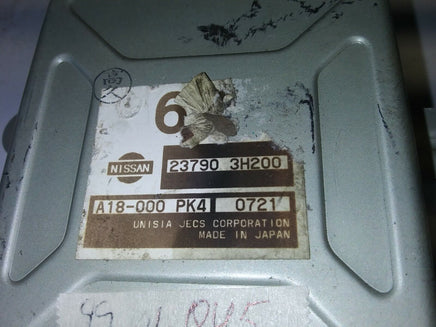 6
NISSAN
23790 3H200
A18-000 PK4 0721
UNISIA JECS CORPORATION
MADE IN JAPAN